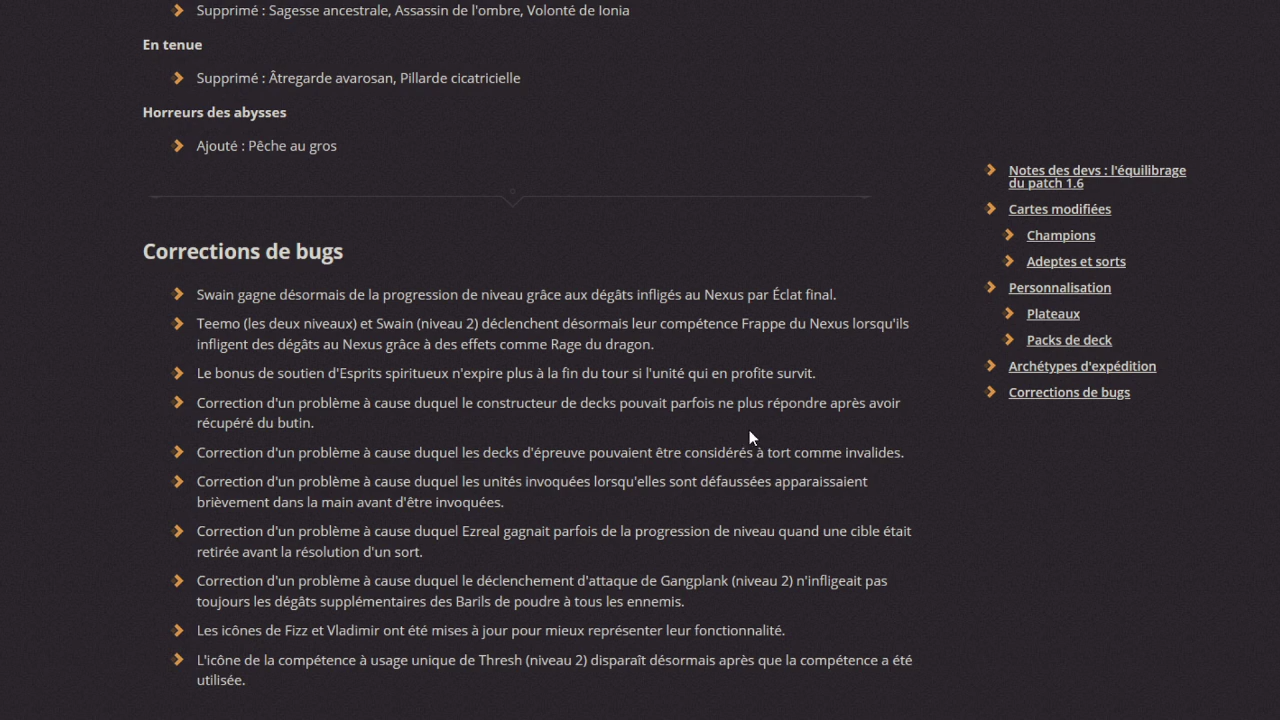 Supprimé : Sagesse ancestrale, Assassin de l'ombre, Volonté de Ionia
En tenue
Supprimé : Âtregarde avarosan, Pillarde cicatricielle
Horreurs des abysses
Ajouté : Pêche au gros
Corrections de bugs
Swain gagne désormais de la progression de niveau grâce aux dégâts infligés au Nexus par Éclat final.
Teemo (les deux niveaux) et Swain (niveau 2) déclenchent désormais leur compétence Frappe du Nexus lorsqu'ils
infligent des dégâts au Nexus grâce à des effets comme Rage du dragon.
Le bonus de soutien d'Esprits spiritueux n'expire plus à la fin du tour si l'unité qui en profite survit.
Correction d'un problème à cause duquel le constructeur de decks pouvait parfois ne plus répondre après avoir
récupéré du butin.
Correction d'un problème à cause duquel les decks d'épreuve pouvaient être considérés à tort comme invalides.
Correction d'un problème à cause duquel les unités invoquées lorsqu'elles sont défaussées apparaissaient
brièvement dans la main avant d'être invoquées.
Correction d'un problème à cause duquel Ezreal gagnait parfois de la progression de niveau quand une cible était
retirée avant la résolution d'un sort.
Correction d'un problème à cause duquel le déclenchement d'attaque de Gangplank (niveau 2) n'infligeait pas
toujours les dégâts supplémentaires des Barils de poudre à tous les ennemis.
Les icônes de Fizz et Vladimir ont été mises à jour pour mieux représenter leur fonctionnalité.
L'icône de la compétence à usage unique de Thresh (niveau 2) disparaît désormais après que la compétence a été
utilisée.
Notes des devs : l'équilibrage
du patch 1.6
Cartes modifiées
Champions
Adeptes et sorts
Personnalisation
Plateaux
Packs de deck
Archétypes d'expédition
Corrections de bugs